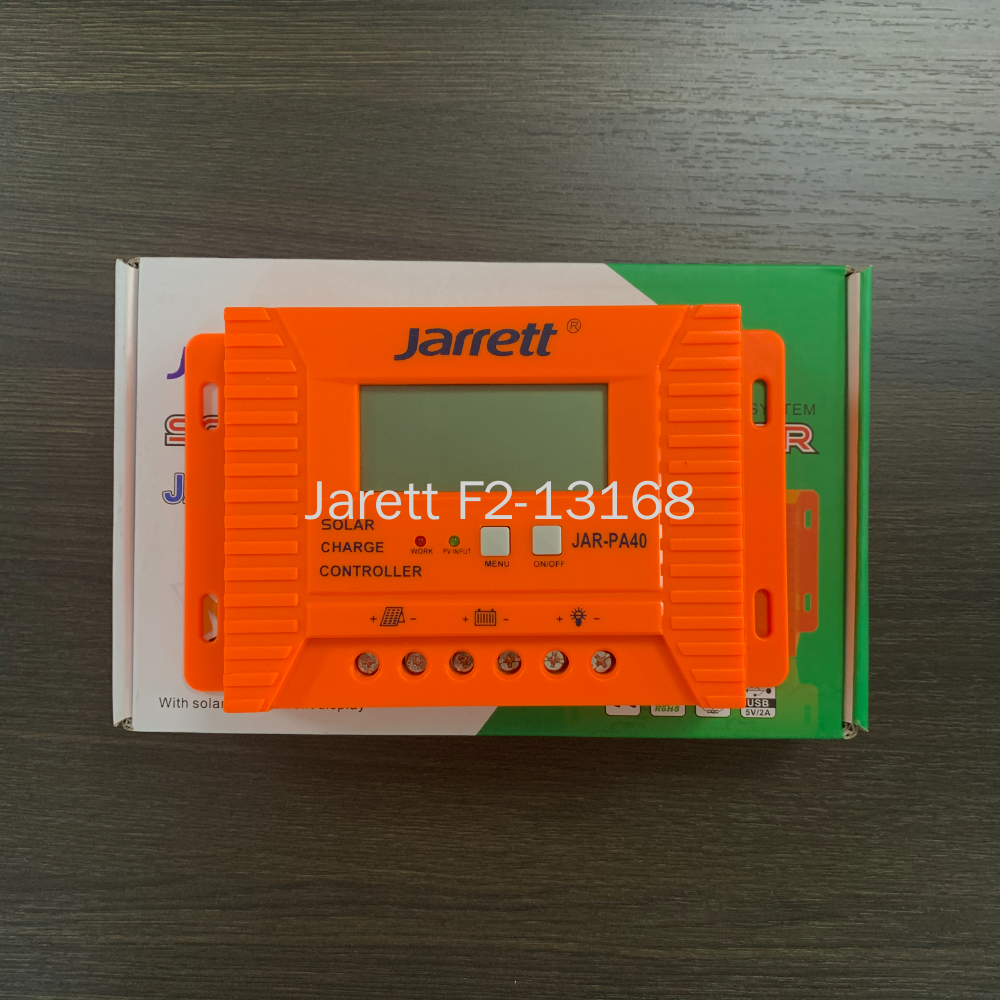 Jarrett ®
SYSTEM
Jarett F2-13168
SOLAR
CHARGE
CONTROLLER
WORK
PV-INPUT
MENU
ON/OFF
JAR-PA40
+ -
+ -
+ -
With solar
display
RoHS
USB
5V/2A